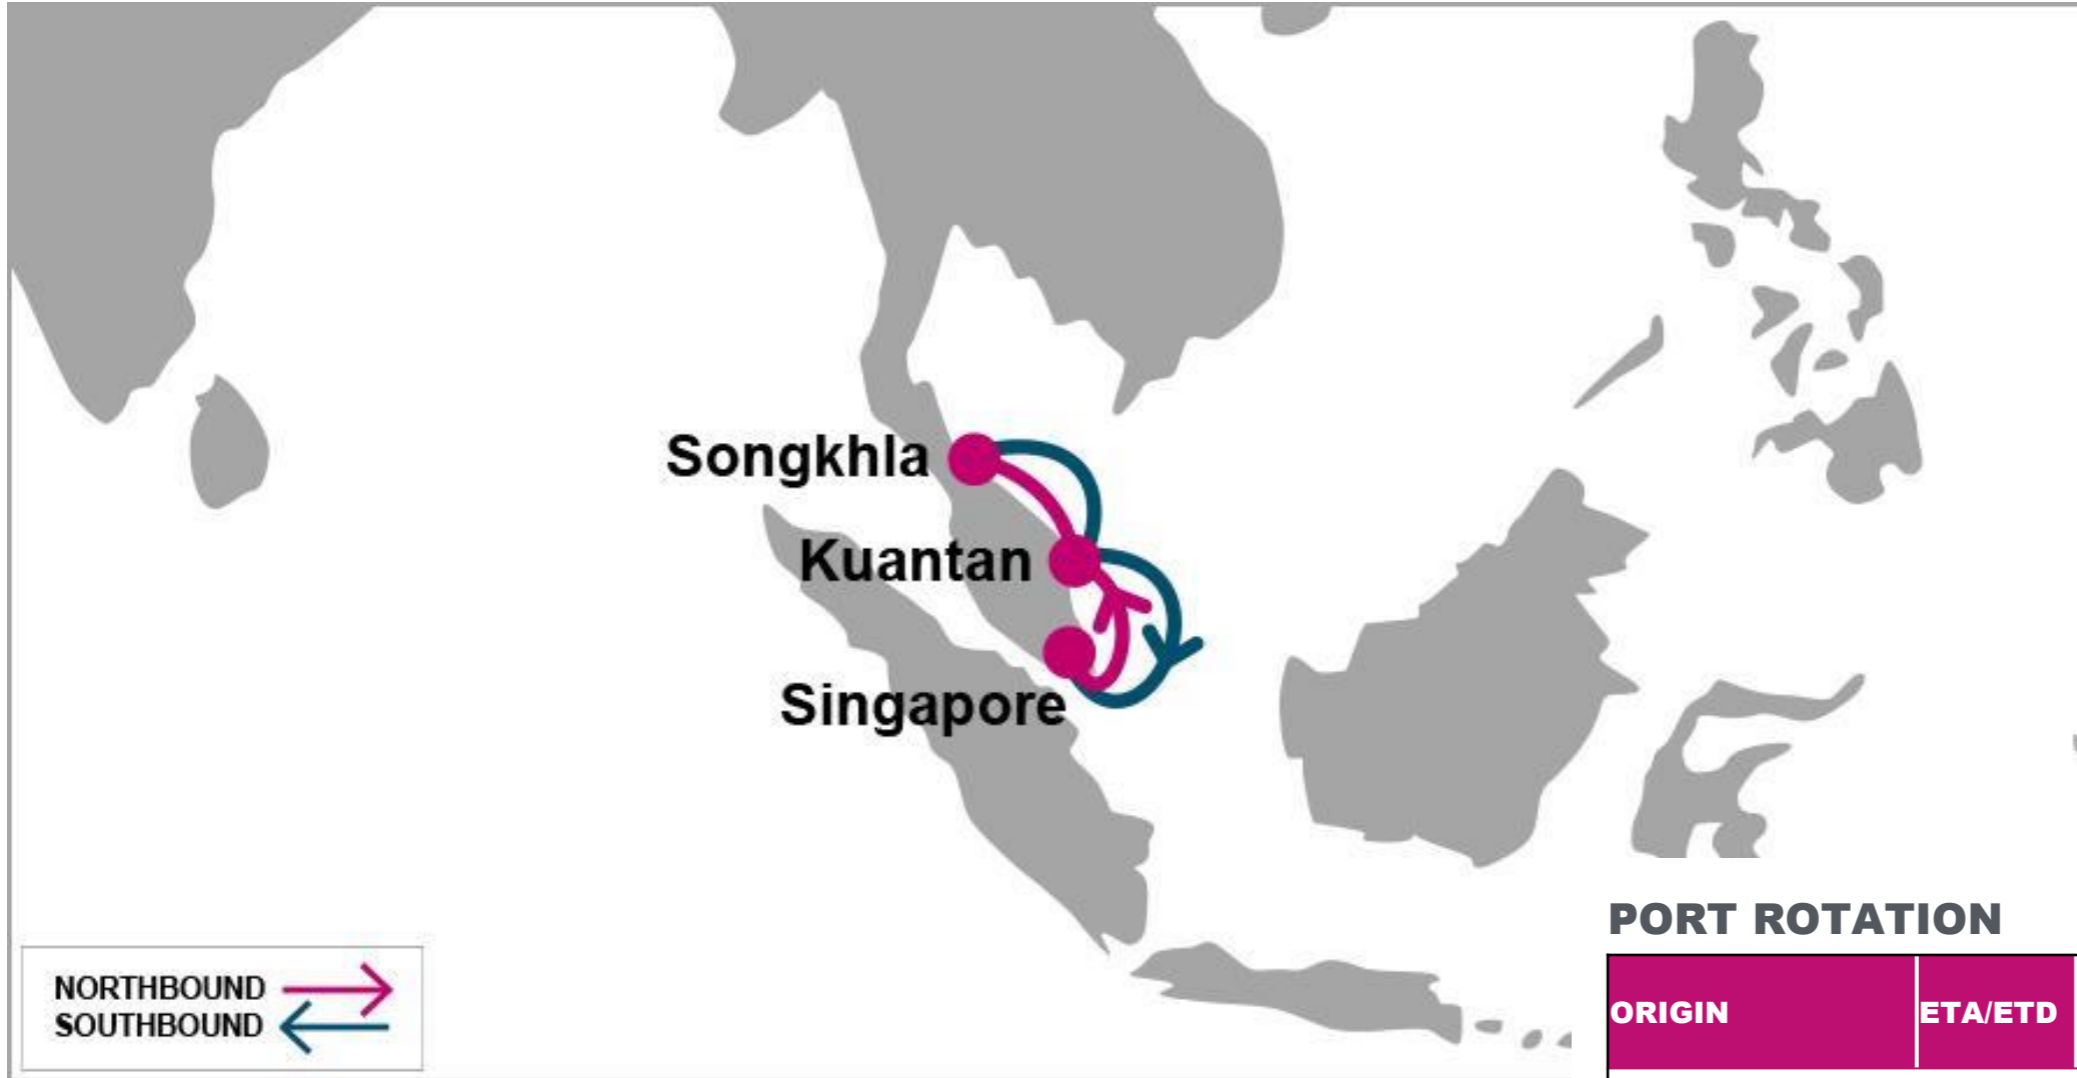 Songkhla
Kuantan
Singapore
NORTHBOUND
SOUTHBOUND
PORT ROTATION
ORIGIN ETA/ETD